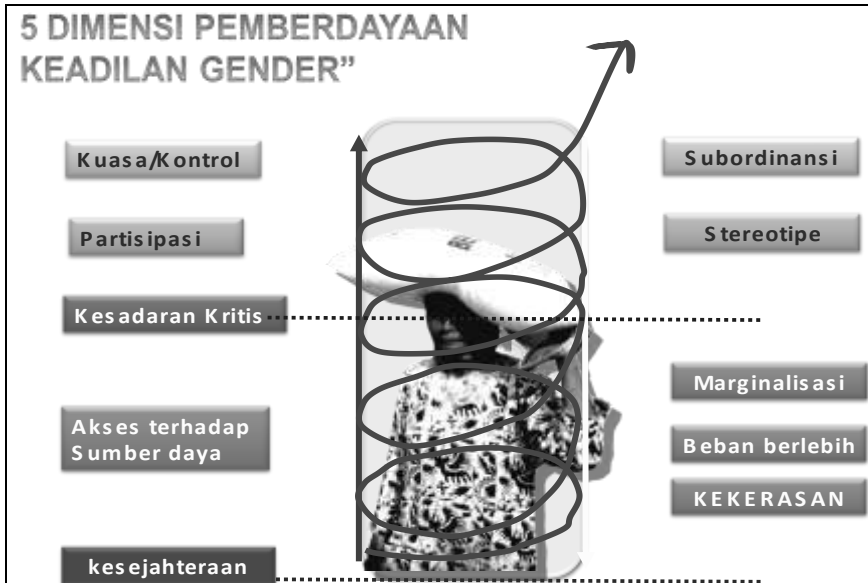 5 DIMENSI PEMBERDAYAAN
KEADILAN GENDER”
Kuasa/Kontrol
Partisipasi
Kesadaran Kritis
Akses terhadap
Sumber daya
kesejahteraan
Subordinansi
Stereotipe
Marginalisasi
Beban berlebih
KEKERASAN